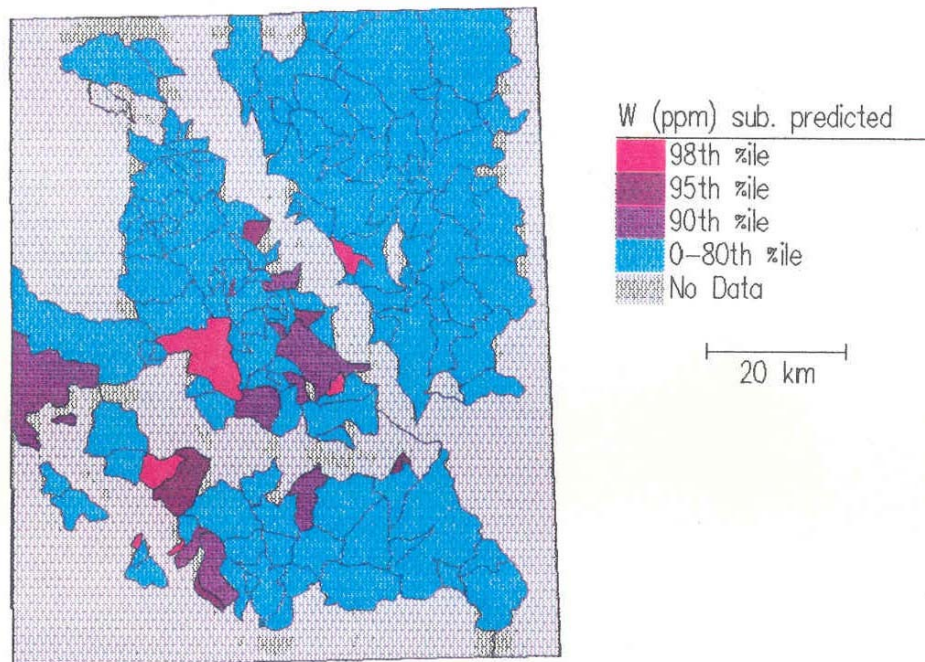 W (ppm) sub. predicted
98th %ile
95th %ile
90th %ile
0-80th %ile
No Data
20 km